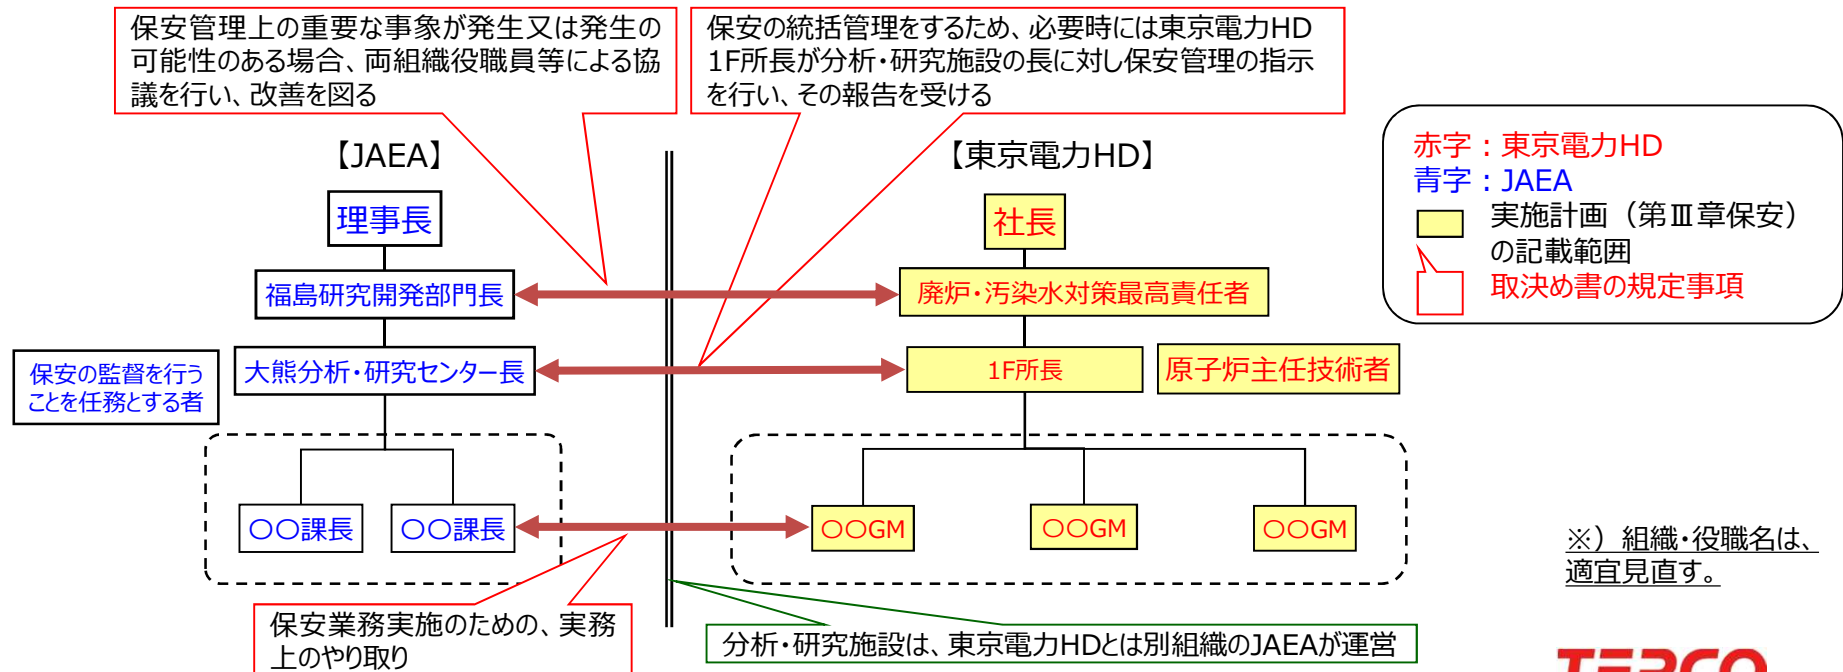 保安管理上の重要な事象が発生又は発生の
可能性のある場合、両組織役職員等による協
議を行い、改善を図る
保安の統括管理をするため、必要時には東京電力HD
1F所長が分析・研究施設の長に対し保安管理の指示
を行い、その報告を受ける
【JAEA】
【東京電力HD】
赤字：東京電力HD
青字：JAEA
実施計画（第Ⅲ章保安）
の記載範囲
取決め書の規定事項
理事長
社長
福島研究開発部門長
廃炉・汚染水対策最高責任者
保安の監督を行う
ことを任務とする者
大熊分析・研究センター長
1F所長
原子炉主任技術者
〇〇課長
〇〇課長
〇〇GM
〇〇GM
〇〇GM
※）組織・役職名は、
適宜見直す。
保安業務実施のための、実務
上のやり取り
分析・研究施設は、東京電力HDとは別組織のJAEAが運営
TEPCO